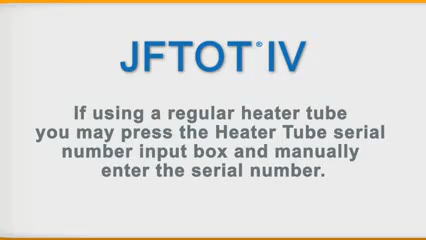 JFTOT® IV
If using a regular heater tube
you may press the Heater Tube serial
number input box and manually
enter the serial number.